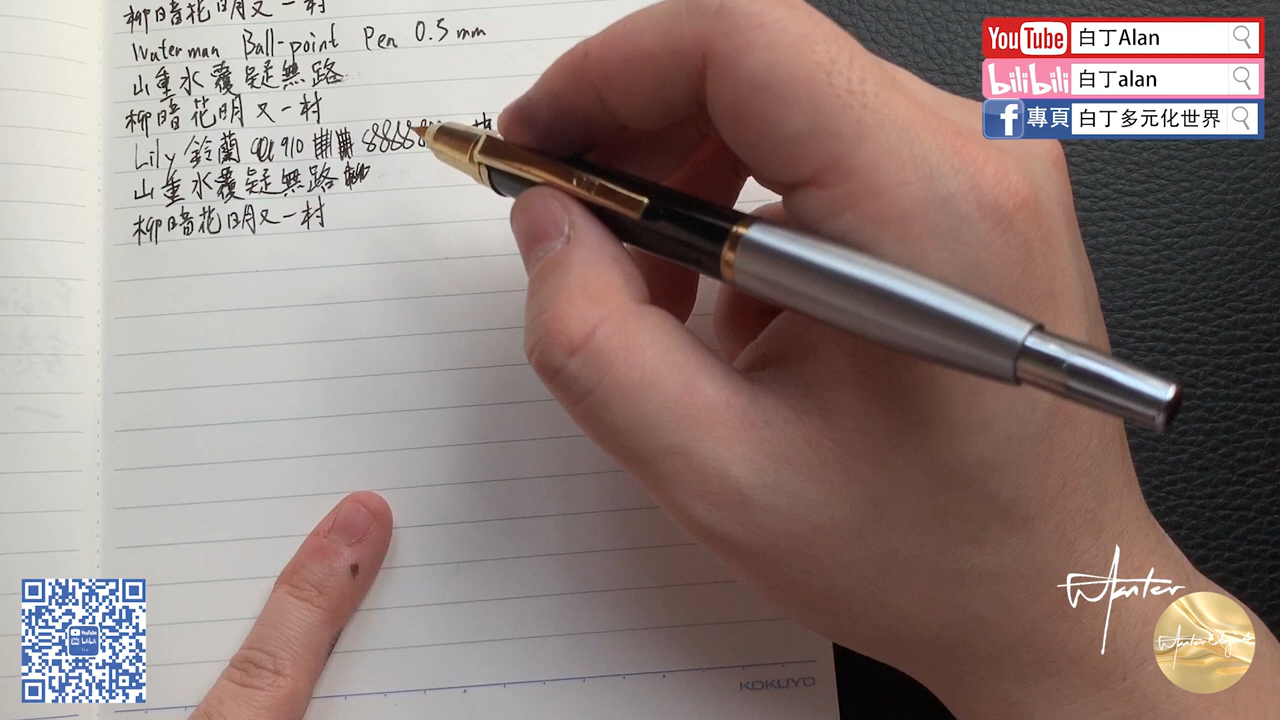 柳暗花明又一村
Waterman Ball-point Pen 0.5mm
山重水覆疑無路
柳暗花明又一村
Lily 鈴蘭 910
山重水覆疑無路
柳暗花明又一村
KOKUYO
YouTube 白丁Alan
bilibili 白丁alan
f 專頁 白丁多元化世界